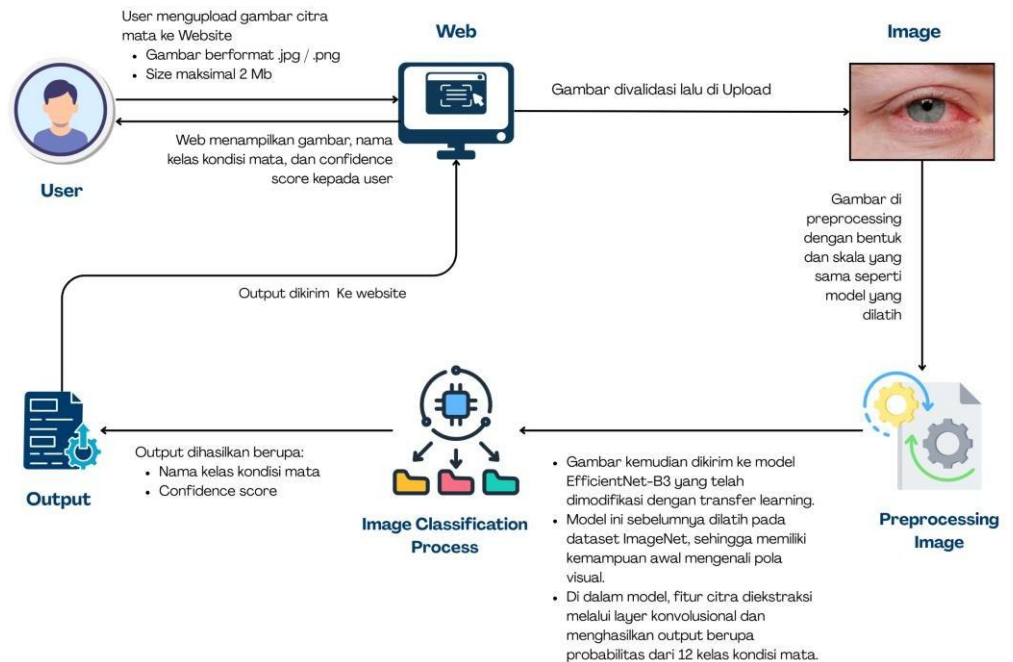 User mengupload gambar citra
mata ke Website
• Gambar berformat .jpg / .png
• Size maksimal 2 Mb
Web
Image
Gambar divalidasi lalu di Upload
Web menampilkan gambar, nama
kelas kondisi mata, dan confidence
score kepada user
User
Gambar di
preprocessing
dengan bentuk
dan skala yang
sama seperti
model yang
dilatih
Output dikirim Ke website
Output dihasilkan berupa:
• Nama kelas kondisi mata
• Confidence score
Output
Image Classification
Process
• Gambar kemudian dikirim ke model
EfficientNet-B3 yang telah
dimodifikasi dengan transfer learning.
• Model ini sebelumnya dilatih pada
dataset ImageNet, sehingga memiliki
kemampuan awal mengenali pola
visual.
• Di dalam model, fitur citra diekstraksi
melalui layer konvolusional dan
menghasilkan output berupa
probabilitas dari 12 kelas kondisi mata.
Preprocessing
Image